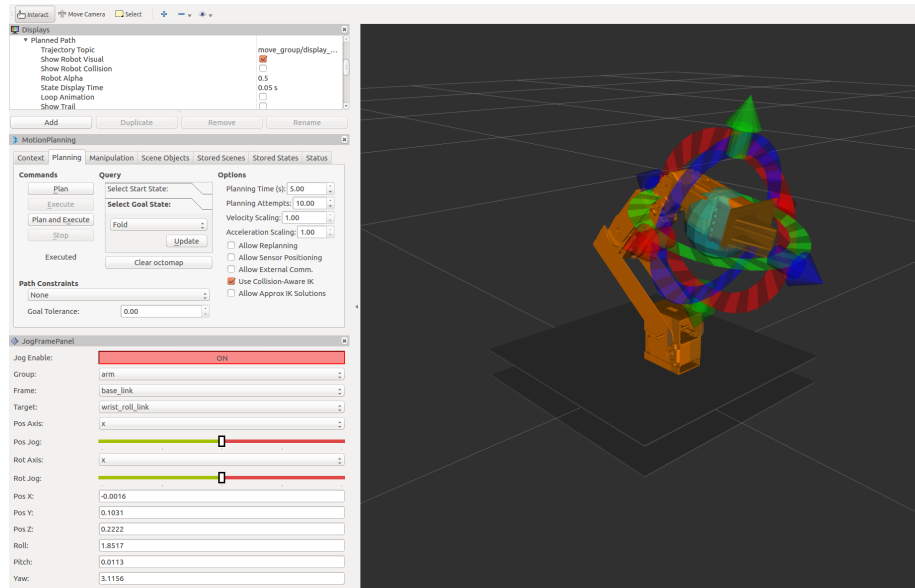 Interact Move Camera Select
Displays
Planned Path
Trajectory Topic move_group/display_...
Show Robot Visual
Show Robot Collision
Robot Alpha 0.5
State Display Time 0.05 s
Loop Animation
Show Trail
Add Duplicate Remove Rename
MotionPlanning
Context Planning Manipulation Scene Objects Stored Scenes Stored States Status
Commands Query Options
Plan Select Start State: Planning Time (s): 5.00
Execute Select Goal State: Planning Attempts: 10.00
Plan and Execute Fold Velocity Scaling: 1.00
Stop Update Acceleration Scaling: 1.00
Allow Replanning
Executed Clear octomap Allow Sensor Positioning
Allow External Comm.
Path Constraints Use Collision-Aware IK
None Allow Approx IK Solutions
Goal Tolerance: 0.00
JogFramePanel
Jog Enable: ON
Group: arm
Frame: base_link
Target: wrist_roll_link
Pos Axis: x
Pos Jog:
Rot Axis: x
Rot Jog:
Pos X: -0.0016
Pos Y: 0.1031
Pos Z: 0.2222
Roll: 1.8517
Pitch: 0.0113
Yaw: 3.1156